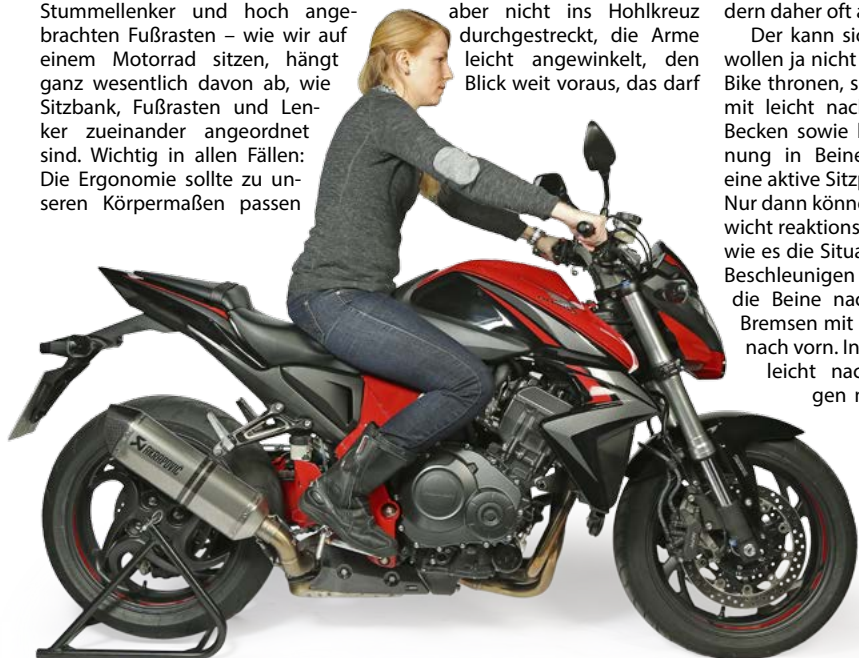 Stummellenker und hoch ange-
brachten Fußrasten – wie wir auf
einem Motorrad sitzen, hängt
ganz wesentlich davon ab, wie
Sitzbank, Fußrasten und Len-
ker zueinander angeordnet
sind. Wichtig in allen Fällen:
Die Ergonomie sollte zu un-
seren Körpermaßen passen
aber nicht ins Hohlkreuz
durchgestreckt, die Arme
leicht angewinkelt, den
Blick weit voraus, das darf
dern daher oft a
Der kann sic
wollen ja nicht
Bike thronen, s
mit leicht nac
Becken sowie
nung in Beine
eine aktive Sitzp
Nur dann könne
wicht reaktions
wie es die Situa
Beschleunigen
die Beine nac
Bremsen mit
nach vorn. In
leicht nac
gen
AKRAPOVIČ